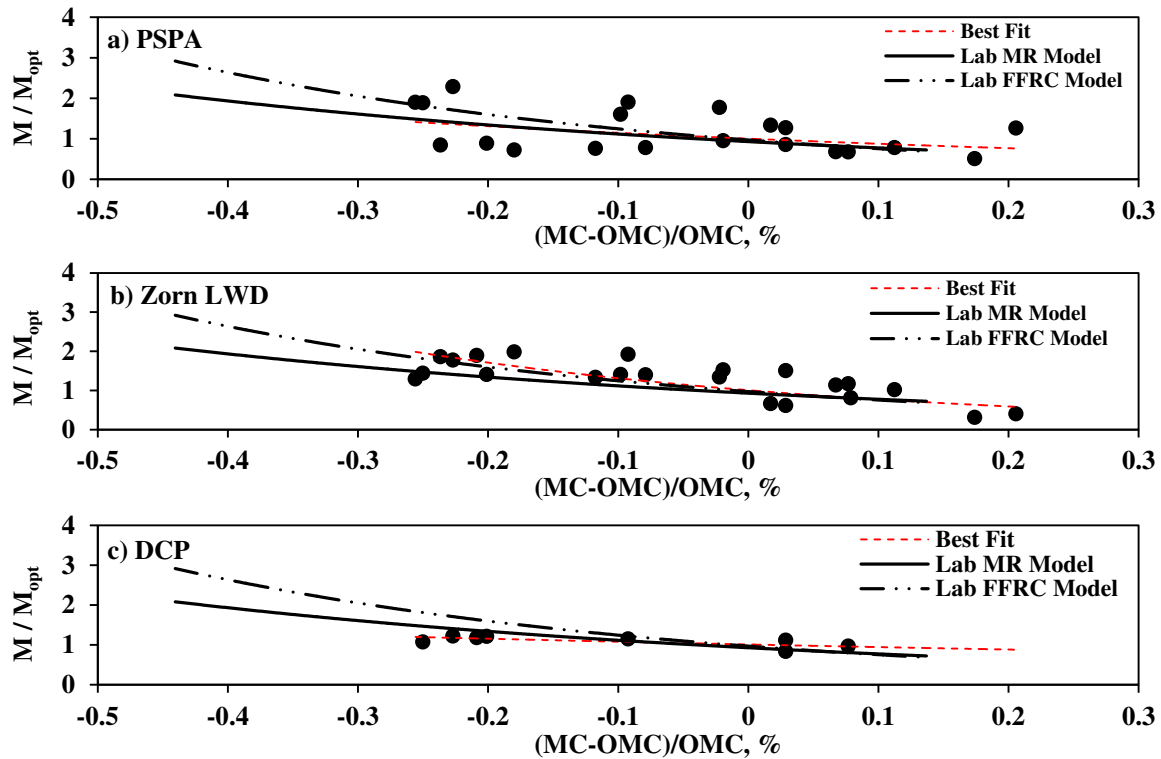 a) PSPA
Best Fit
Lab MR Model
Lab FFRC Model
M / Mopt
4
3
2
1
0
-0.5 -0.4 -0.3 -0.2 -0.1 0 0.1 0.2 0.3
(MC-OMC)/OMC, %
b) Zorn LWD
Best Fit
Lab MR Model
Lab FFRC Model
M / Mopt
4
3
2
1
0
-0.5 -0.4 -0.3 -0.2 -0.1 0 0.1 0.2 0.3
(MC-OMC)/OMC, %
c) DCP
Best Fit
Lab MR Model
Lab FFRC Model
M / Mopt
4
3
2
1
0
-0.5 -0.4 -0.3 -0.2 -0.1 0 0.1 0.2 0.3
(MC-OMC)/OMC, %